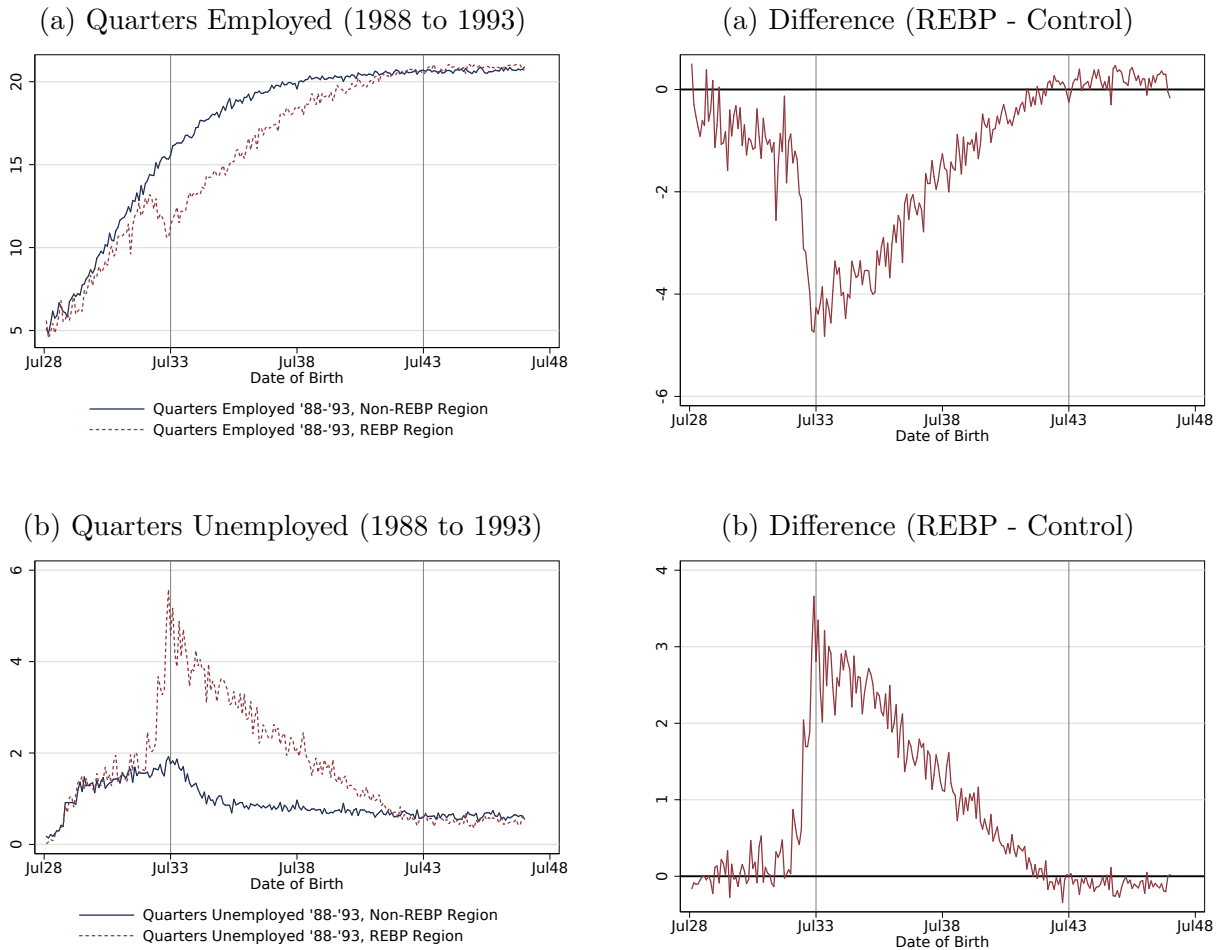 (a) Quarters Employed (1988 to 1993)
20
15
10
5
Jul28 Jul33 Jul38 Jul43 Jul48
Date of Birth
Quarters Employed '88-'93, Non-REBP Region
Quarters Employed '88-'93, REBP Region
(a) Difference (REBP - Control)
0
-2
-4
-6
Jul28 Jul33 Jul38 Jul43 Jul48
Date of Birth
(b) Quarters Unemployed (1988 to 1993)
6
4
2
0
Jul28 Jul33 Jul38 Jul43 Jul48
Date of Birth
Quarters Unemployed '88-'93, Non-REBP Region
Quarters Unemployed '88-'93, REBP Region
(b) Difference (REBP - Control)
4
3
2
1
0
Jul28 Jul33 Jul38 Jul43 Jul48
Date of Birth